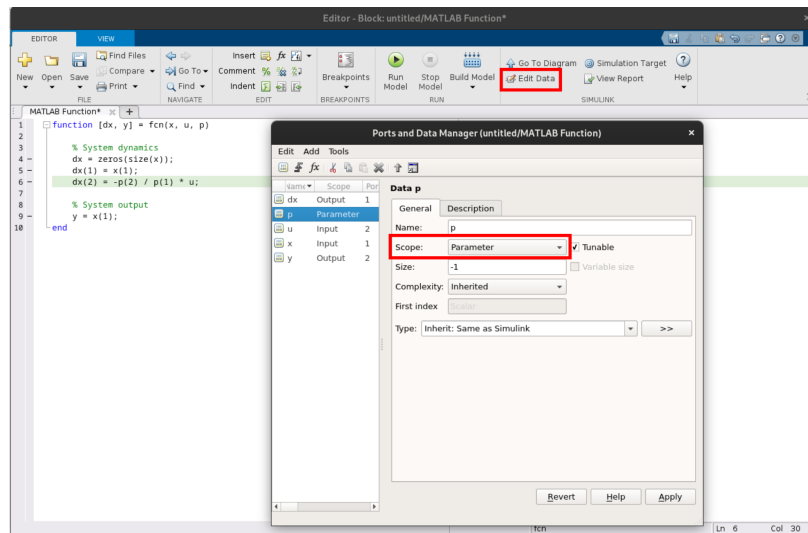 Editor - Block: untitled/MATLAB Function*
EDITOR VIEW
New Open Save
Find Files
Compare
Print
FILE
Go To
Find
NAVIGATE
Insert fx
Comment
Indent
EDIT
Breakpoints
BREAKPOINTS
Run Model
Stop Model
Build Model
RUN
Go To Diagram
Edit Data
Simulation Target
View Report
Help
SIMULINK
MATLAB Function*
1 function [dx, y] = fcn(x, u, p)
2
3 % System dynamics
4 - dx = zeros(size(x));
5 - dx(1) = x(1);
6 - dx(2) = -p(2) / p(1) * u;
7
8 % System output
9 - y = x(1);
10 end
Ports and Data Manager (untitled/MATLAB Function)
Edit Add Tools
fx
Name Scope Por
dx Output 1
p Parameter
u Input 2
x Input 1
y Output 2
Data p
General Description
Name: p
Scope: Parameter Tunable
Size: -1 Variable size
Complexity: Inherited
First index Scalar
Type: Inherit: Same as Simulink >>
Revert Help Apply
fcn Ln 6 Col 30